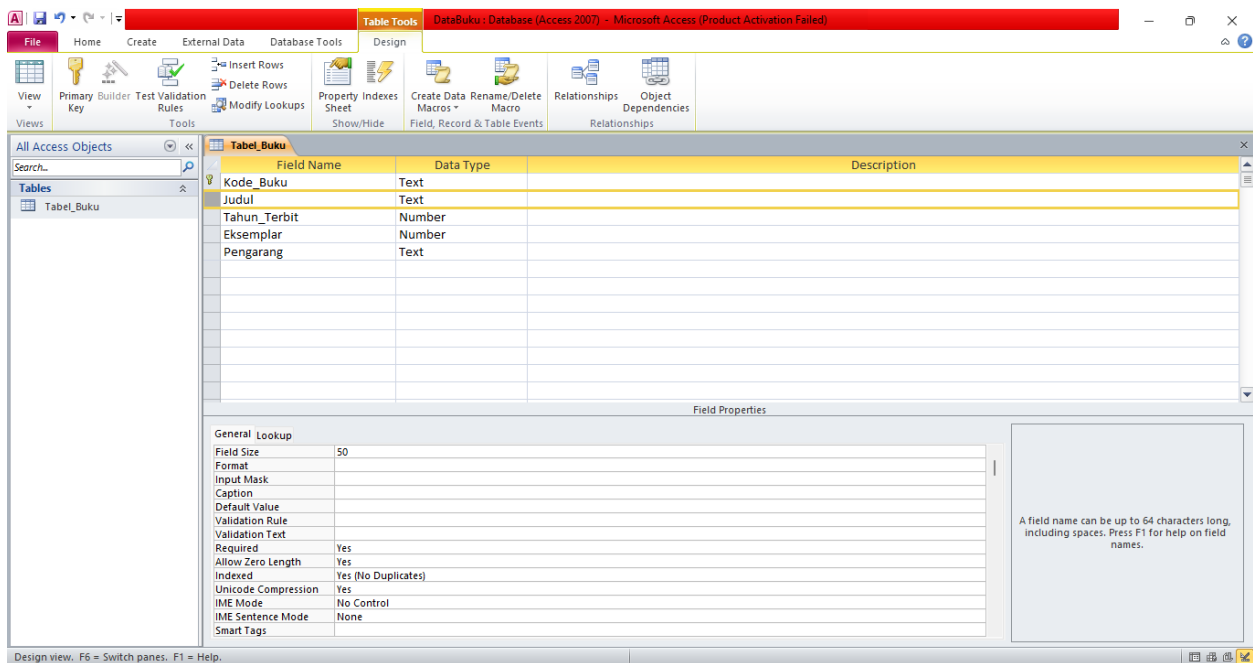 Table Tools DataBuku : Database (Access 2007) - Microsoft Access (Product Activation Failed)
File Home Create External Data Database Tools Design
View
Primary Key
Builder
Test Validation Rules
Insert Rows
Delete Rows
Modify Lookups
Property Sheet
Indexes
Create Data Macros
Rename/Delete Macro
Relationships
Object Dependencies
Views Tools Show/Hide Field, Record & Table Events Relationships
All Access Objects
Search...
Tables
Tabel_Buku
Tabel_Buku
Field Name Data Type Description
Kode_Buku Text
Judul Text
Tahun_Terbit Number
Eksemplar Number
Pengarang Text
Field Properties
General Lookup
Field Size 50
Format
Input Mask
Caption
Default Value
Validation Rule
Validation Text
Required Yes
Allow Zero Length Yes
Indexed Yes (No Duplicates)
Unicode Compression Yes
IME Mode No Control
IME Sentence Mode None
Smart Tags
A field name can be up to 64 characters long,
including spaces. Press F1 for help on field
names.
Design view. F6 = Switch panes. F1 = Help.